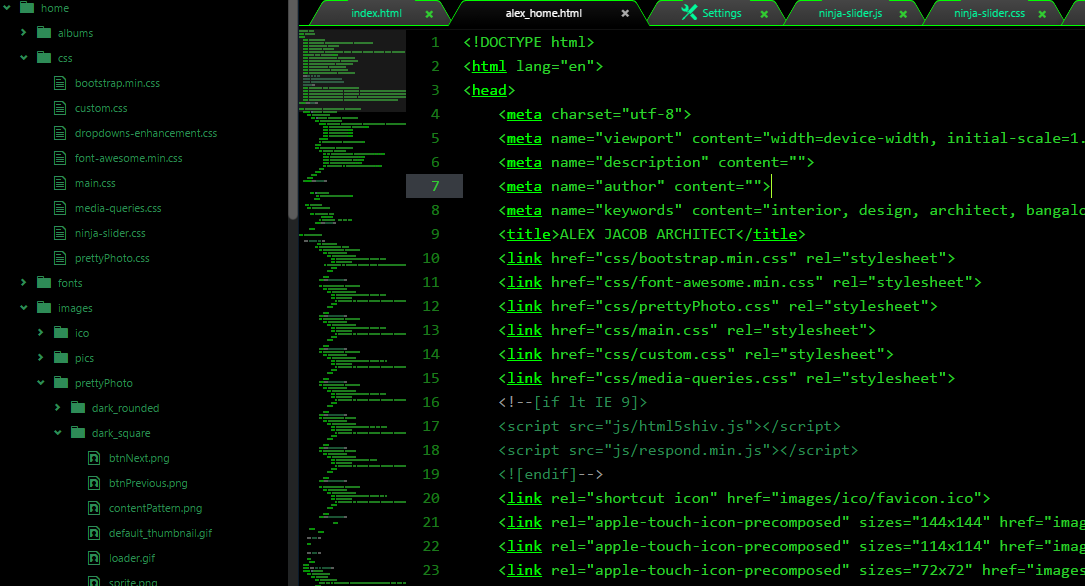 home
albums
css
bootstrap.min.css
custom.css
dropdowns-enhancement.css
font-awesome.min.css
main.css
media-queries.css
ninja-slider.css
prettyPhoto.css
fonts
images
ico
pics
prettyPhoto
dark_rounded
dark_square
btnNext.png
btnPrevious.png
contentPattern.png
default_thumbnail.gif
loader.gif
sprite.png
index.html × alex_home.html × Settings × ninja-slider.js × ninja-slider.css ×
1 <!DOCTYPE html>
2 <html lang="en">
3 <head>
4 <meta charset="utf-8">
5 <meta name="viewport" content="width=device-width, initial-scale=1.
6 <meta name="description" content="">
7 <meta name="author" content="">
8 <meta name="keywords" content="interior, design, architect, bangalo
9 <title>ALEX JACOB ARCHITECT</title>
10 <link href="css/bootstrap.min.css" rel="stylesheet">
11 <link href="css/font-awesome.min.css" rel="stylesheet">
12 <link href="css/prettyPhoto.css" rel="stylesheet">
13 <link href="css/main.css" rel="stylesheet">
14 <link href="css/custom.css" rel="stylesheet">
15 <link href="css/media-queries.css" rel="stylesheet">
16 <!--[if lt IE 9]>
17 <script src="js/html5shiv.js"></script>
18 <script src="js/respond.min.js"></script>
19 <![endif]-->
20 <link rel="shortcut icon" href="images/ico/favicon.ico">
21 <link rel="apple-touch-icon-precomposed" sizes="144x144" href="imag
22 <link rel="apple-touch-icon-precomposed" sizes="114x114" href="imag
23 <link rel="apple-touch-icon-precomposed" sizes="72x72" href="images